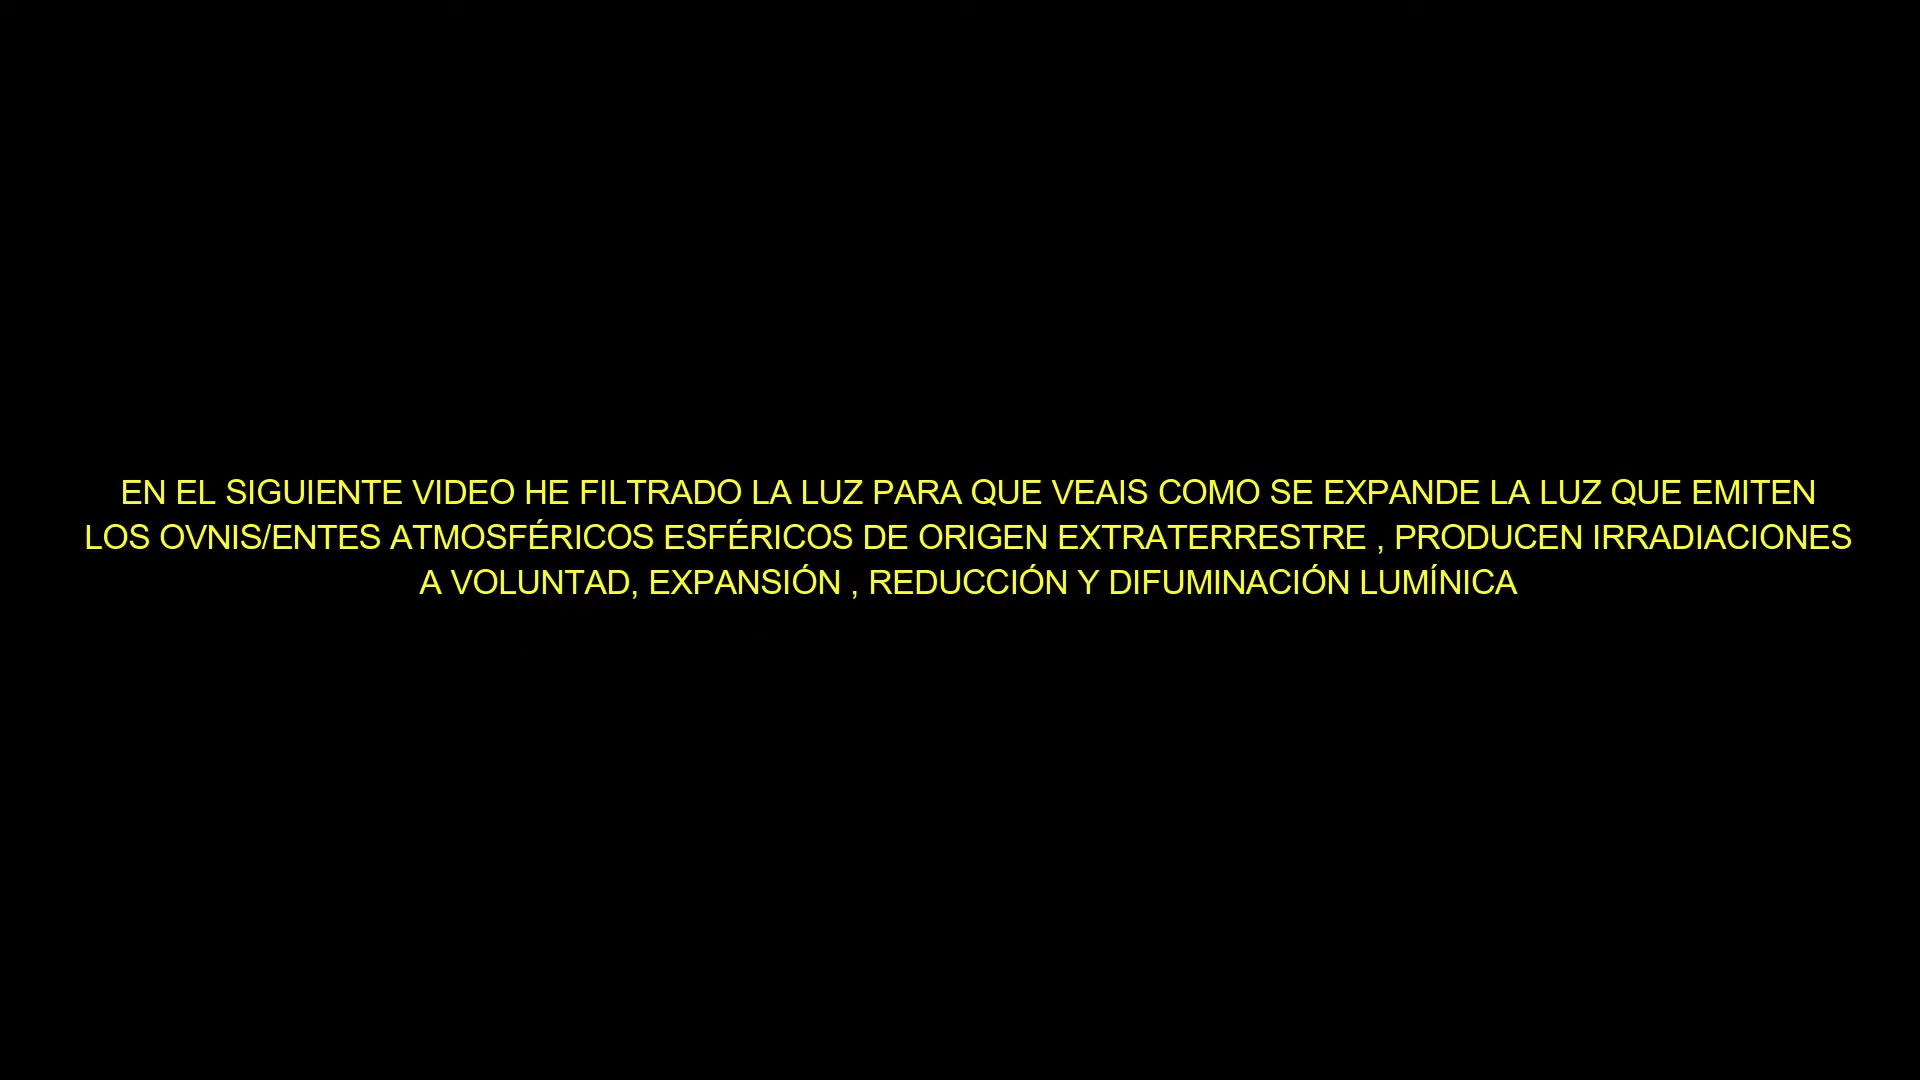 EN EL SIGUIENTE VIDEO HE FILTRADO LA LUZ PARA QUE VEAIS COMO SE EXPANDE LA LUZ QUE EMITEN
LOS OVNIS/ENTES ATMOSFÉRICOS ESFÉRICOS DE ORIGEN EXTRATERRESTRE , PRODUCEN IRRADIACIONES
A VOLUNTAD, EXPANSIÓN , REDUCCIÓN Y DIFUMINACIÓN LUMÍNICA